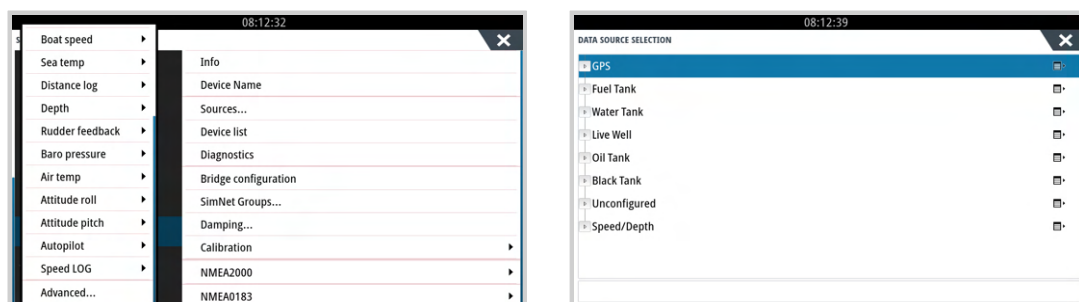 08:12:32
S
Boat speed
Sea temp
Distance log
Depth
Rudder feedback
Baro pressure
Air temp
Attitude roll
Attitude pitch
Autopilot
Speed LOG
Advanced...
Info
Device Name
Sources...
Device list
Diagnostics
Bridge configuration
SimNet Groups...
Damping...
Calibration
NMEA2000
NMEA0183
08:12:39
DATA SOURCE SELECTION
GPS
Fuel Tank
Water Tank
Live Well
Oil Tank
Black Tank
Unconfigured
Speed/Depth